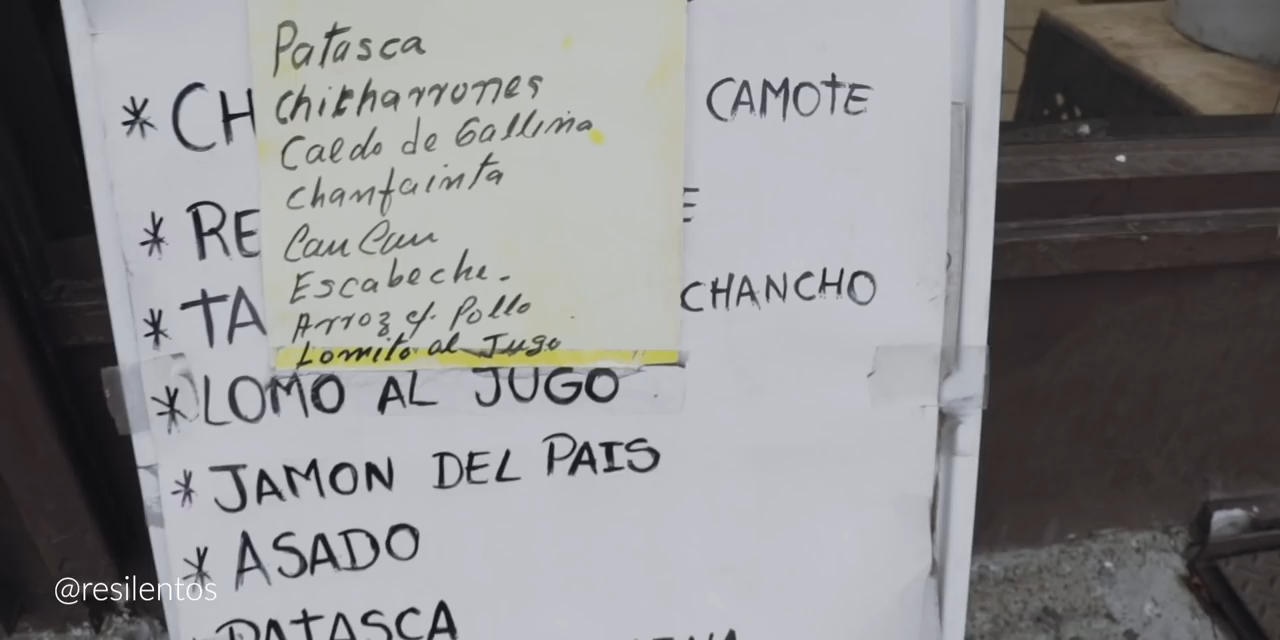 Patasca
Chicharrones
Caldo de Gallina
Chanfainta
Cau Cau
Escabeche.
Arroz c/. Pollo
Lomito al Jugo
* CH CAMOTE
* RE E
* TA CHANCHO
* LOMO AL JUGO
* JAMON DEL PAIS
* ASADO
PATASCA
@resilentos